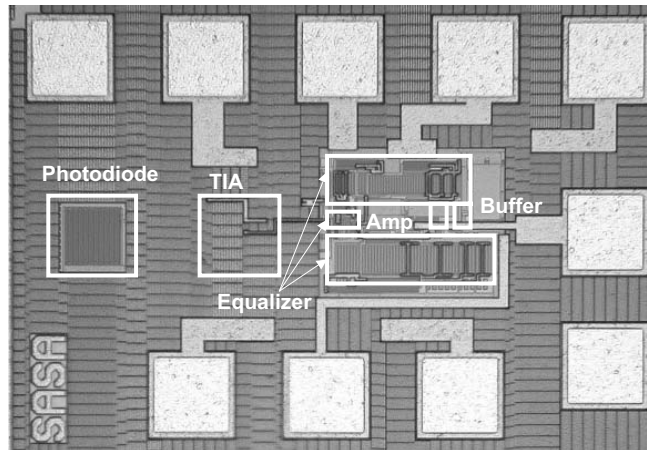 Photodiode
TIA
Amp
Buffer
Equalizer
SASA